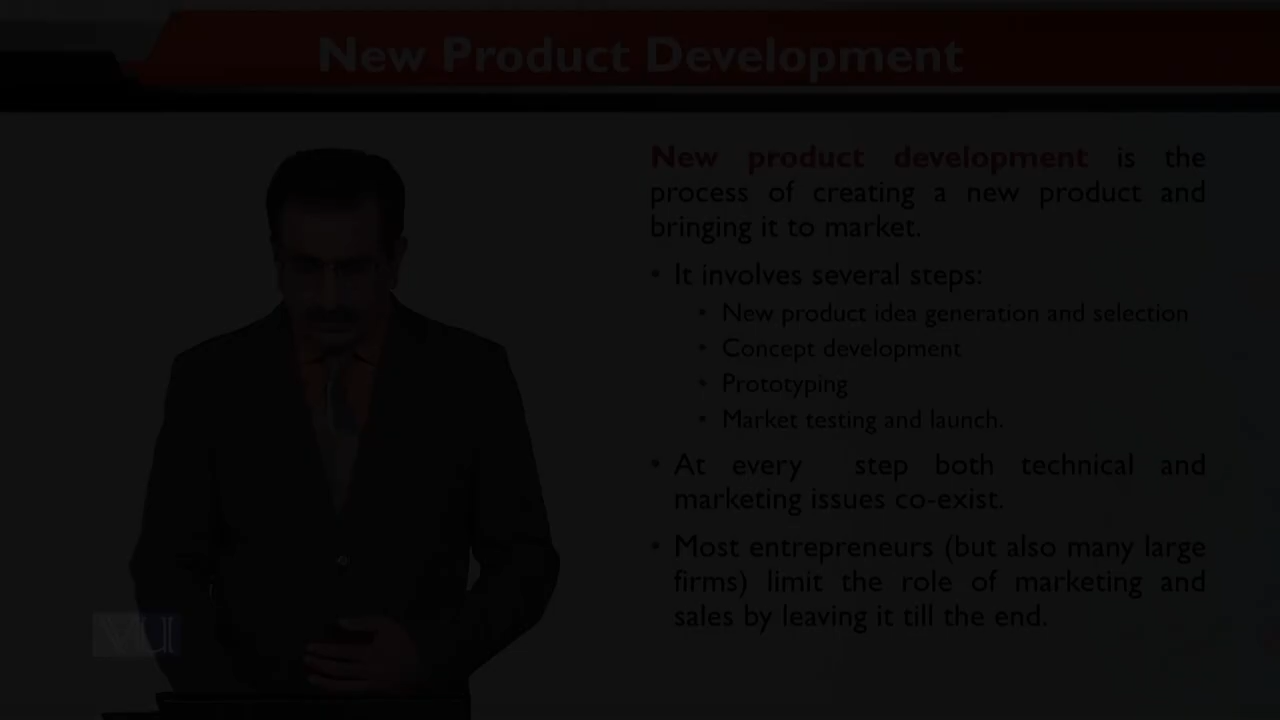 New Product Development
New product development is the
process of creating a new product and
bringing it to market.
• It involves several steps:
• New product idea generation and selection
• Concept development
• Prototyping
• Market testing and launch.
• At every step both technical and
marketing issues co-exist.
• Most entrepreneurs (but also many large
firms) limit the role of marketing and
sales by leaving it till the end.
VU